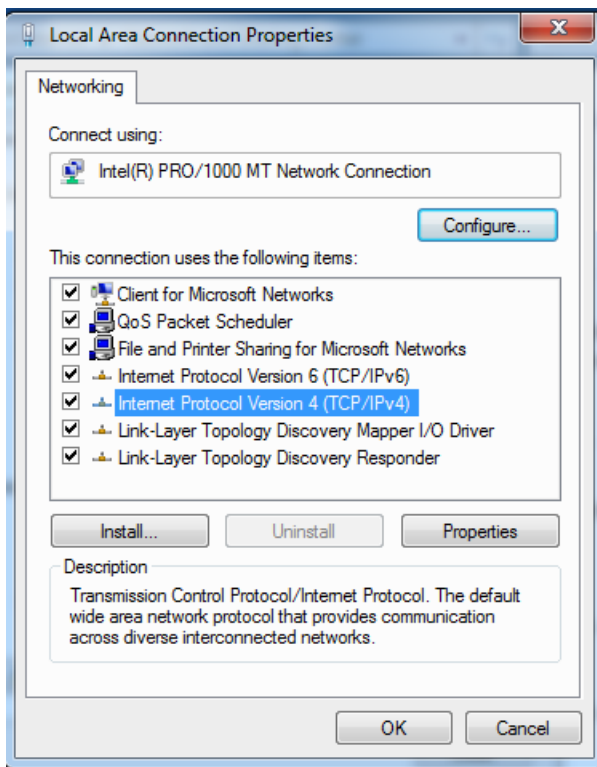 Local Area Connection Properties
Networking
Connect using:
Intel(R) PRO/1000 MT Network Connection
Configure...
This connection uses the following items:
Client for Microsoft Networks
QoS Packet Scheduler
File and Printer Sharing for Microsoft Networks
Internet Protocol Version 6 (TCP/IPv6)
Internet Protocol Version 4 (TCP/IPv4)
Link-Layer Topology Discovery Mapper I/O Driver
Link-Layer Topology Discovery Responder
Install... Uninstall Properties
Description
Transmission Control Protocol/Internet Protocol. The default
wide area network protocol that provides communication
across diverse interconnected networks.
OK Cancel